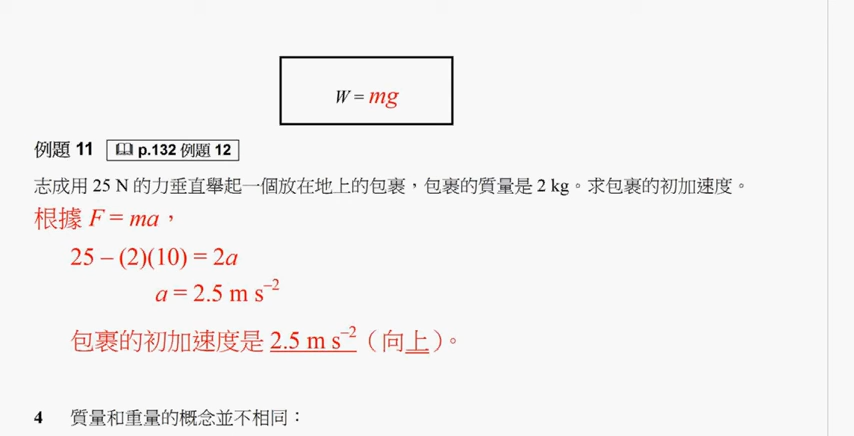 W = mg
例題 11 p.132 例題 12
志成用 25 N 的力垂直舉起一個放在地上的包裹，包裹的質量是 2 kg。求包裹的初加速度。
根據 F = ma，
25 – (2)(10) = 2a
a = 2.5 m s⁻²
包裹的初加速度是 2.5 m s⁻²（向上）。
4 質量和重量的概念並不相同：